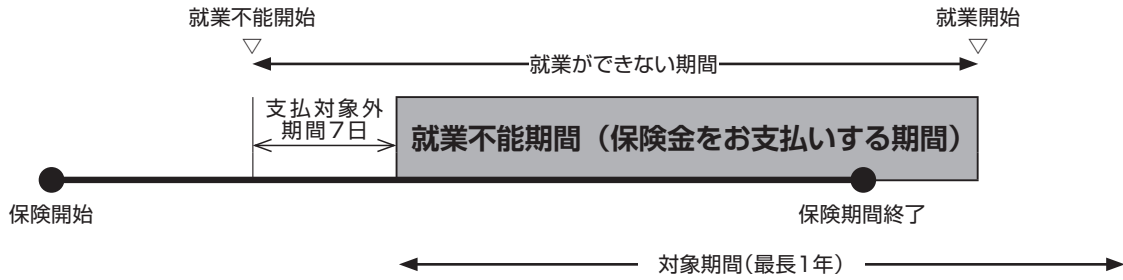 就業不能開始
就業開始
▽
▽
就業ができない期間
支払対象外
期間7日
就業不能期間（保険金をお支払いする期間）
保険開始
保険期間終了
対象期間（最長1年）